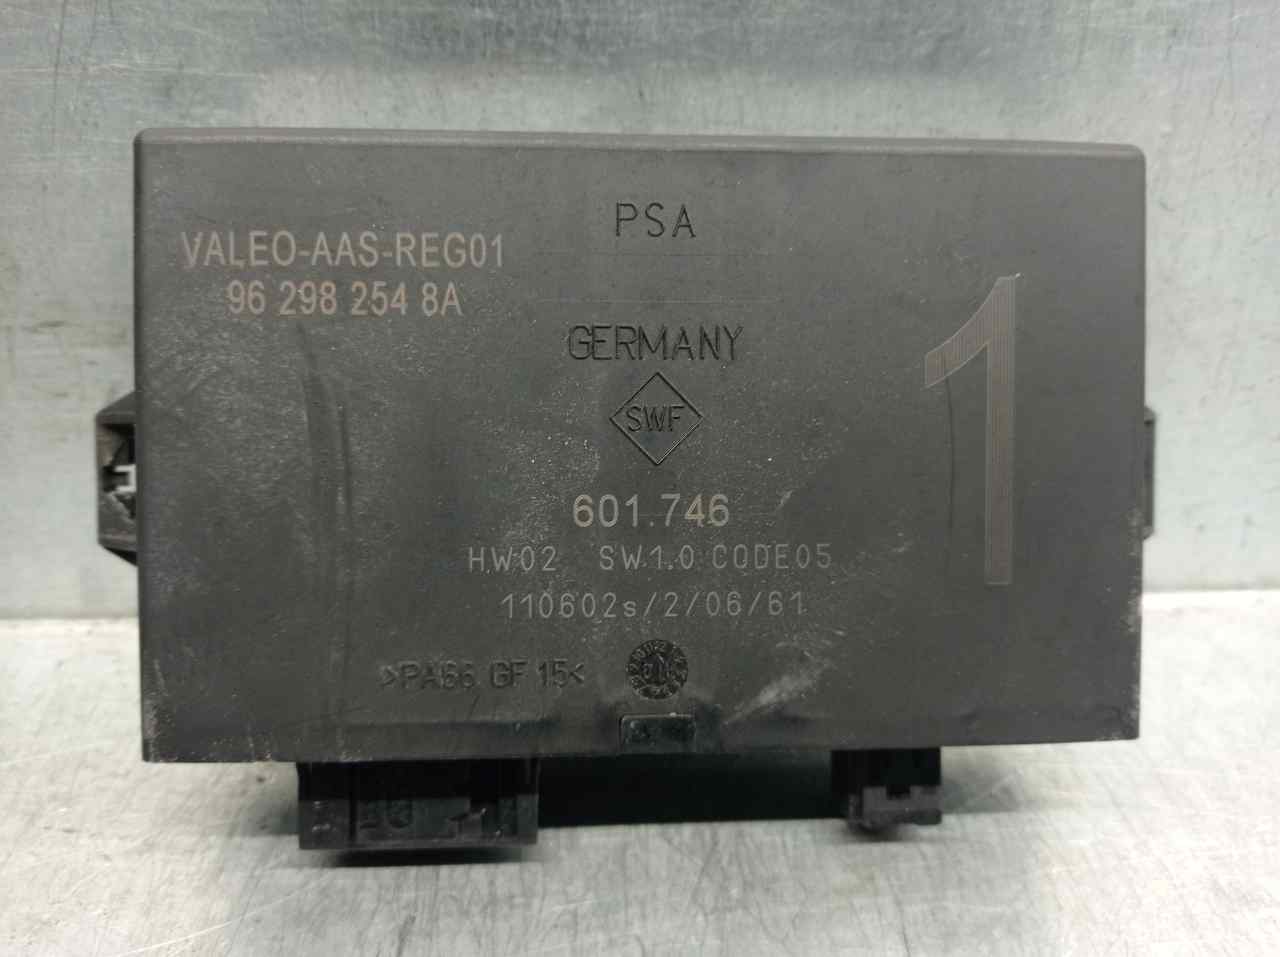 PSA
VALEO-AAS-REG01
96 298 254 8A
GERMANY
SWF
1
601.746
HW02 SW1.0 CODE05
110602s/2/06/61
>PA66 GF 15<